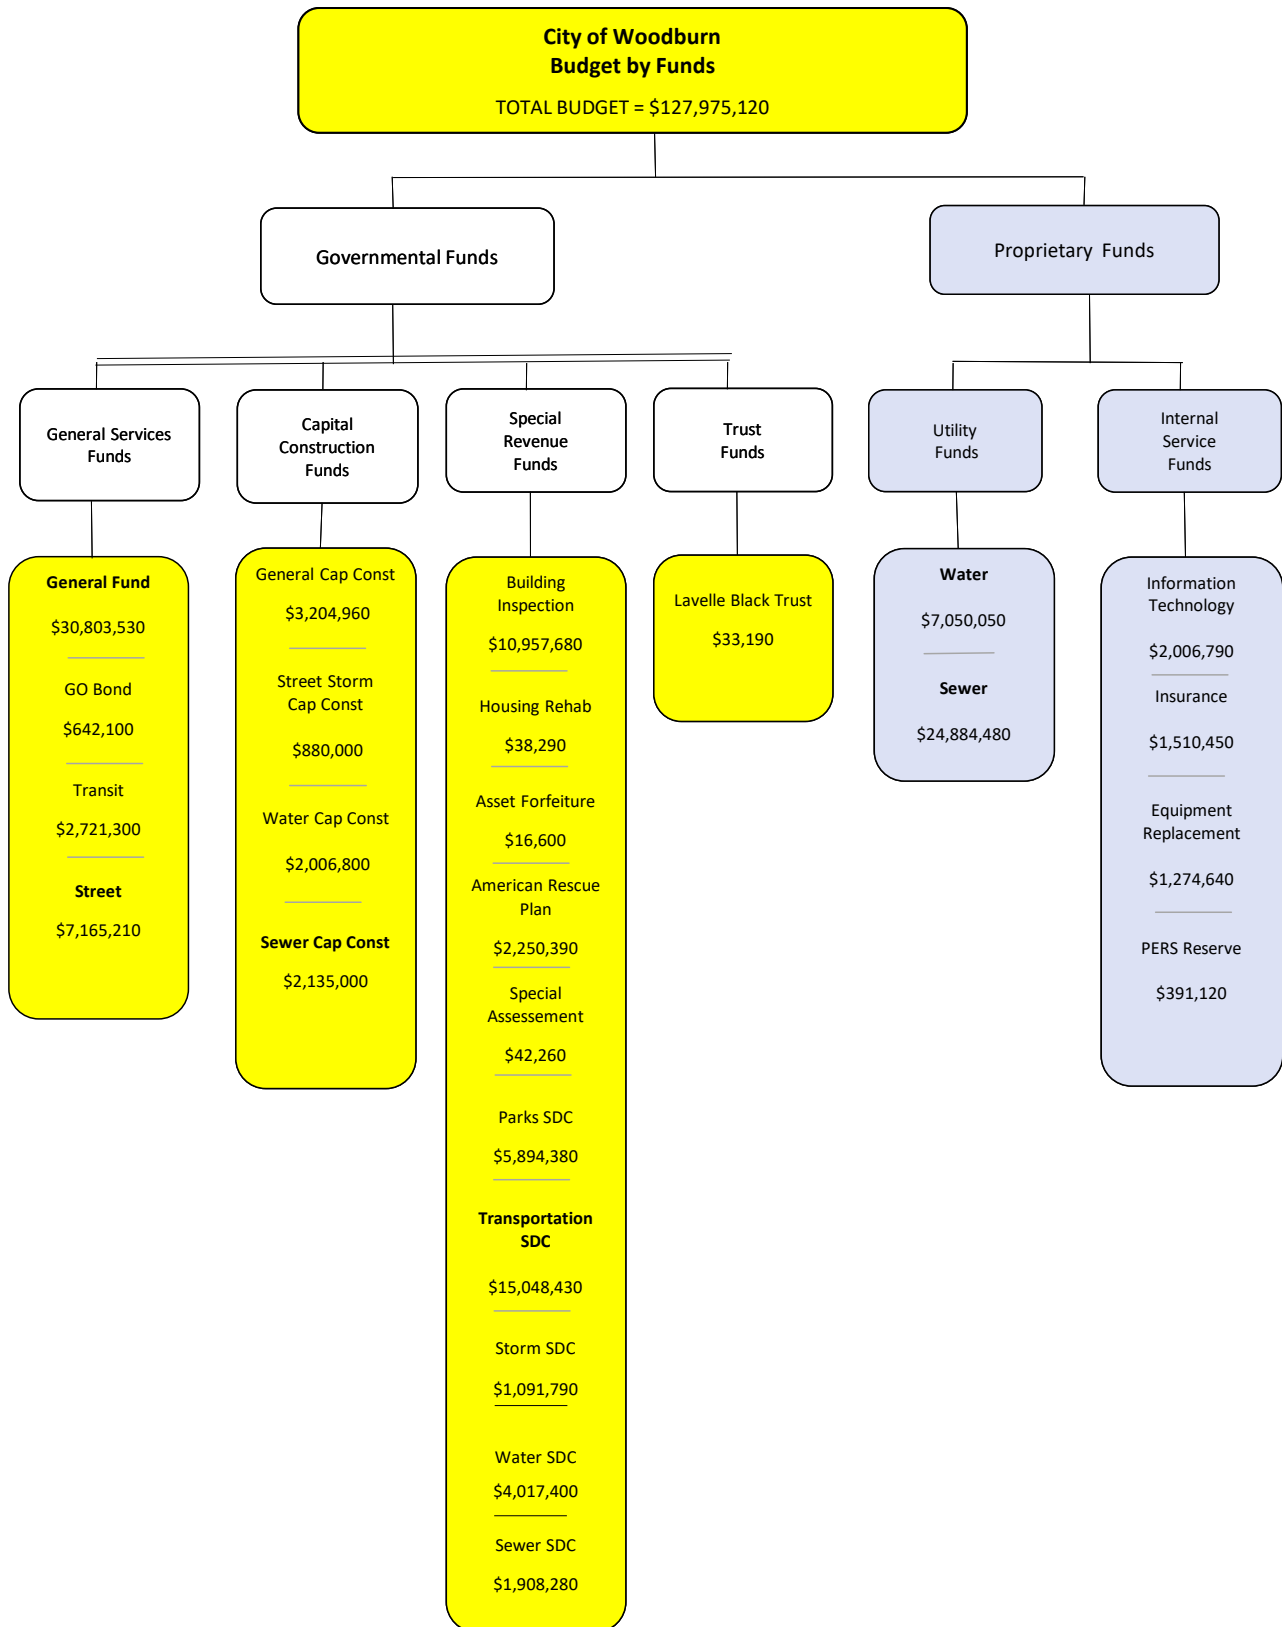 City of Woodburn
Budget by Funds
TOTAL BUDGET = $127,975,120
Governmental Funds
Proprietary Funds
General Services
Funds
Capital
Construction
Funds
Special
Revenue
Funds
Trust
Funds
Utility
Funds
Internal
Service
Funds
General Fund
$30,803,530
GO Bond
$642,100
Transit
$2,721,300
Street
$7,165,210
General Cap Const
$3,204,960
Street Storm
Cap Const
$880,000
Water Cap Const
$2,006,800
Sewer Cap Const
$2,135,000
Building
Inspection
$10,957,680
Housing Rehab
$38,290
Asset Forfeiture
$16,600
American Rescue
Plan
$2,250,390
Special
Assessement
$42,260
Parks SDC
$5,894,380
Transportation
SDC
$15,048,430
Storm SDC
$1,091,790
Water SDC
$4,017,400
Sewer SDC
$1,908,280
Lavelle Black Trust
$33,190
Water
$7,050,050
Sewer
$24,884,480
Information
Technology
$2,006,790
Insurance
$1,510,450
Equipment
Replacement
$1,274,640
PERS Reserve
$391,120